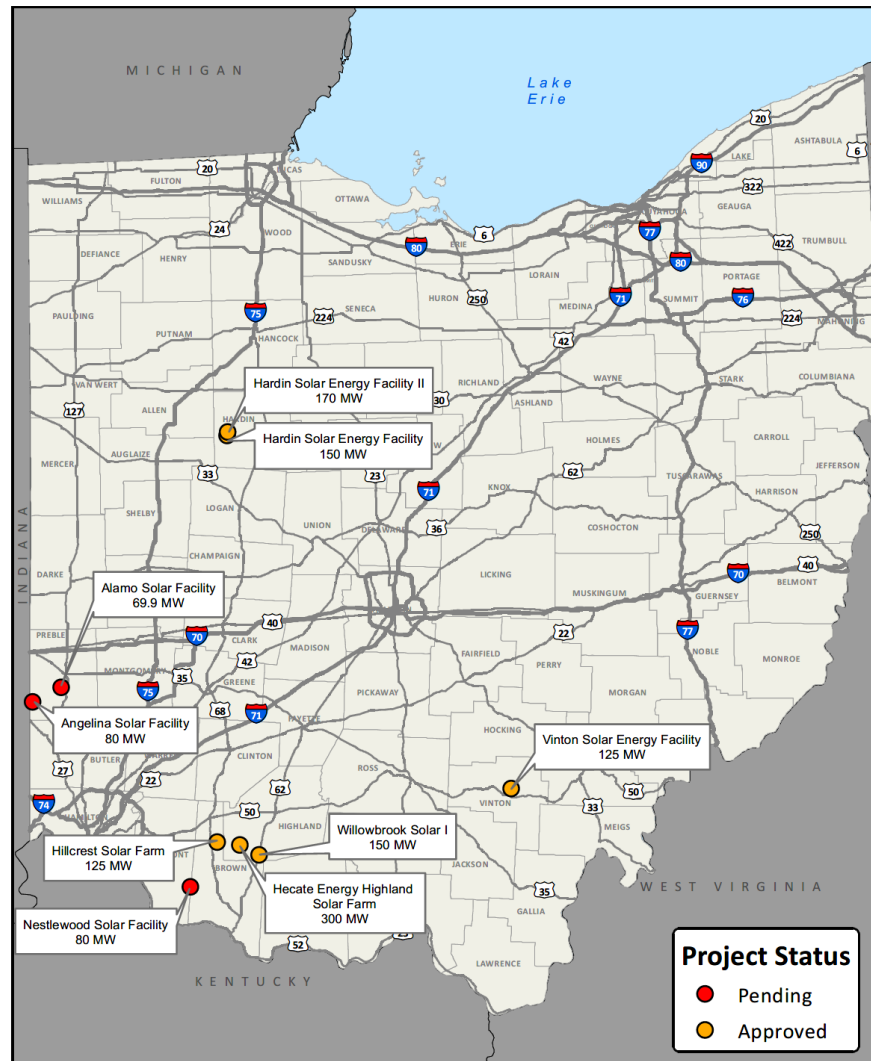 MICHIGAN
Lake
Erie
20
ASHTABULA
6
90
LAKE
20
FULTON
WILLIAMS
OTTAWA
322
GEAUGA
24
WOOD
6
ERIE
80
77
422
TRUMBULL
DEFIANCE
HENRY
SANDUSKY
LORAIN
80
PORTAGE
HURON
250
MEDINA
71
SUMMIT
76
PAULDING
75
224
SENECA
224
MAHONING
PUTNAM
HANCOCK
42
VAN WERT
RICHLAND
WAYNE
STARK
COLUMBIANA
Hardin Solar Energy Facility II
170 MW
127
ALLEN
30
ASHLAND
HARDIN
Hardin Solar Energy Facility
150 MW
CARROLL
HOLMES
MERCER
AUGLAIZE
33
23
62
JEFFERSON
TUSCARAWAS
71
KNOX
HARRISON
INDIANA
SHELBY
LOGAN
UNION
DELAWARE
36
COSHOCTON
250
CHAMPAIGN
40
DARKE
LICKING
70
BELMONT
Alamo Solar Facility
69.9 MW
MUSKINGUM
GUERNSEY
PREBLE
70
40
CLARK
22
77
MADISON
42
FAIRFIELD
NOBLE
MONROE
PERRY
MONTGOMERY
35
GREENE
PICKAWAY
MORGAN
75
68
71
FAYETTE
Angelina Solar Facility
80 MW
HOCKING
Vinton Solar Energy Facility
125 MW
BUTLER
CLINTON
27
22
62
ROSS
50
74
VINTON
33
50
HIGHLAND
MEIGS
Hillcrest Solar Farm
125 MW
Willowbrook Solar I
150 MW
BROWN
JACKSON
Hecate Energy Highland
Solar Farm
300 MW
WEST VIRGINIA
35
GALLIA
Nestlewood Solar Facility
80 MW
52
LAWRENCE
KENTUCKY
Project Status
Pending
Approved